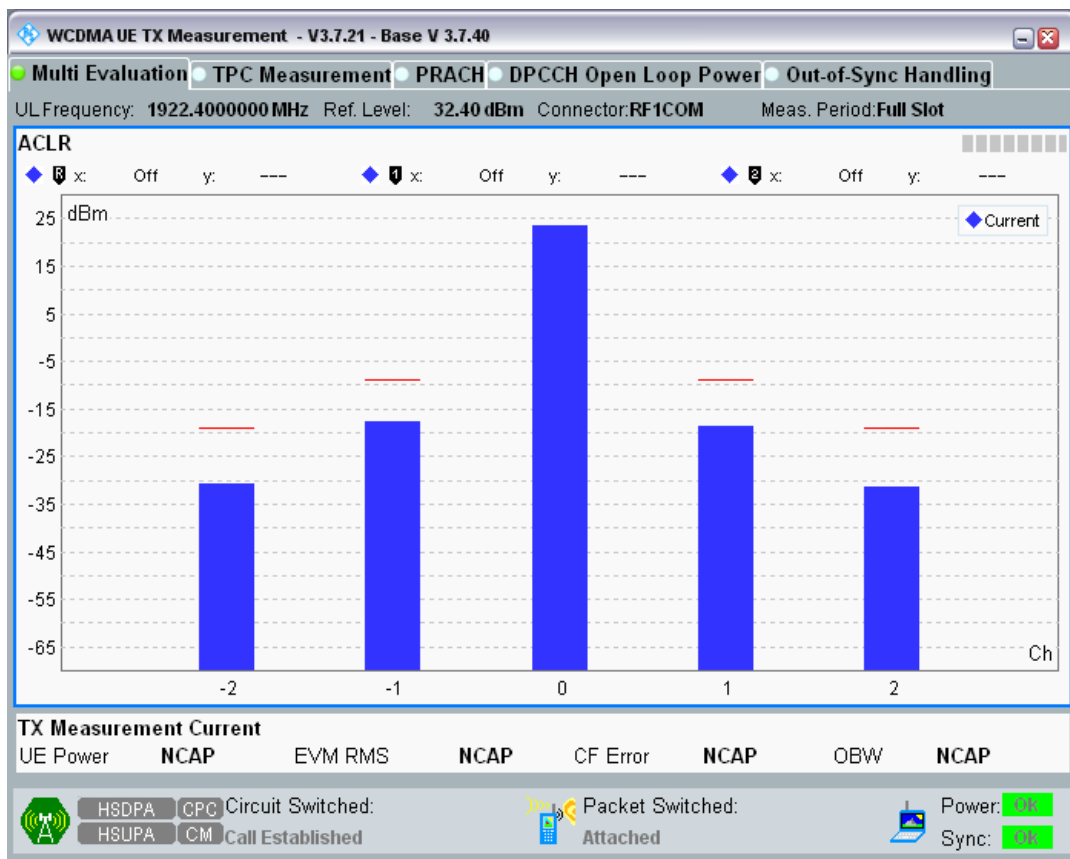 WCDMA UE TX Measurement - V3.7.21 - Base V 3.7.40
Multi Evaluation TPC Measurement PRACH DPCCH Open Loop Power Out-of-Sync Handling
UL Frequency: 1922.4000000 MHz Ref. Level: 32.40 dBm Connector:RF1COM Meas. Period:Full Slot
ACLR
R x: Off y: --- 1 x: Off y: --- 2 x: Off y: ---
dBm
Current
25
15
5
-5
-15
-25
-35
-45
-55
-65
Ch
-2 -1 0 1 2
TX Measurement Current
UE Power NCAP EVM RMS NCAP CF Error NCAP OBW NCAP
HSDPA CPC Circuit Switched: Packet Switched: Power: OK
HSUPA CM Call Established Attached Sync: OK